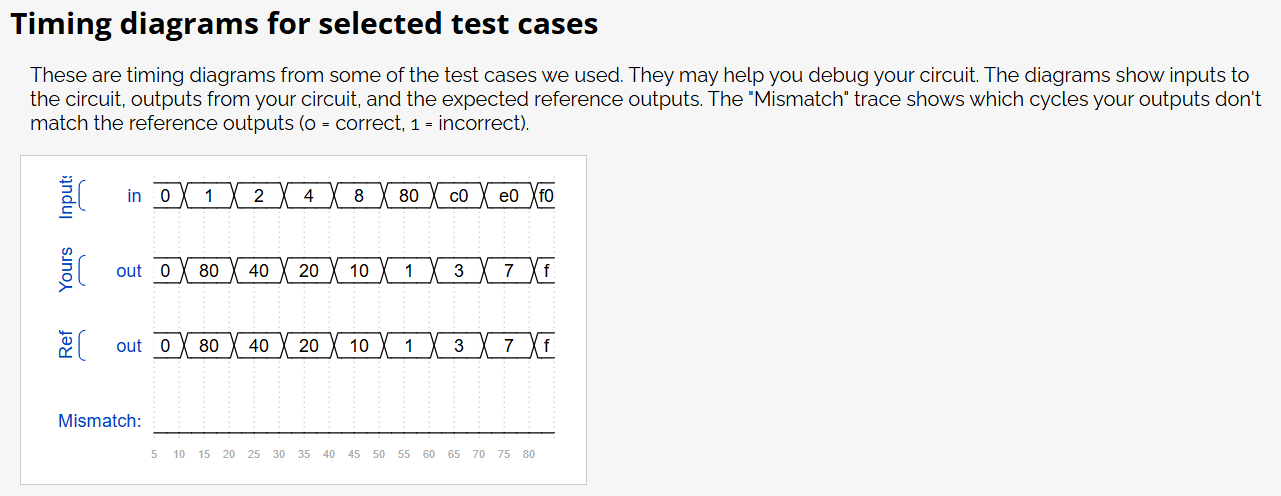 Timing diagrams for selected test cases
These are timing diagrams from some of the test cases we used. They may help you debug your circuit. The diagrams show inputs to
the circuit, outputs from your circuit, and the expected reference outputs. The "Mismatch" trace shows which cycles your outputs don't
match the reference outputs (0 = correct, 1 = incorrect).
Inputs
in 0 1 2 4 8 80 c0 e0 f0
Yours
out 0 80 40 20 10 1 3 7 f
Ref
out 0 80 40 20 10 1 3 7 f
Mismatch:
5 10 15 20 25 30 35 40 45 50 55 60 65 70 75 80